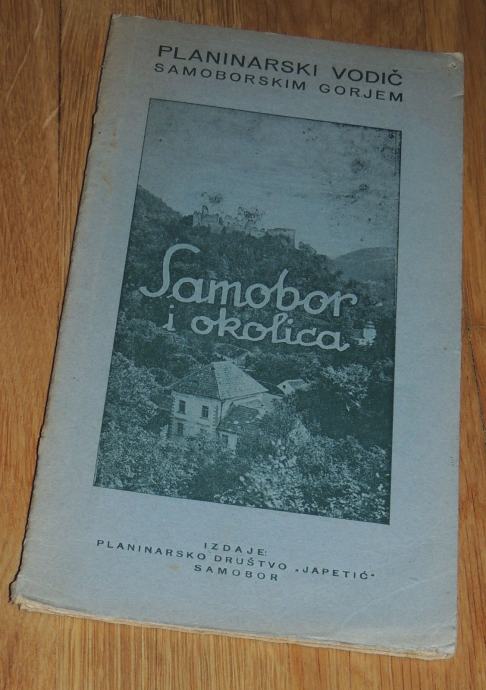 PLANINARSKI VODIČ
SAMOBORSKIM GORJEM
Samobor
i okolica
IZDAJE:
PLANINARSKO DRUŠTVO „JAPETIĆ“
SAMOBOR